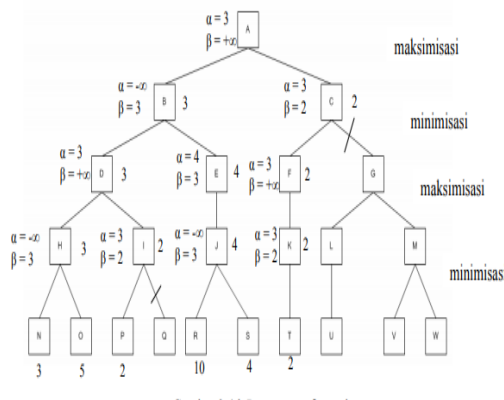 α = 3
β = +∞
A
maksimisasi
α = -∞
β = 3
B
3
α = 3
β = 2
C
2
minimisasi
α = 3
β = +∞
D
3
α = 4
β = 3
E
4
α = 3
β = +∞
F
2
G
maksimisasi
α = -∞
β = 3
H
3
α = 3
β = 2
I
2
α = -∞
β = 3
J
4
α = 3
β = 2
K
2
L
M
minimisas
N
O
P
Q
R
S
T
U
V
W
3
5
2
10
4
2